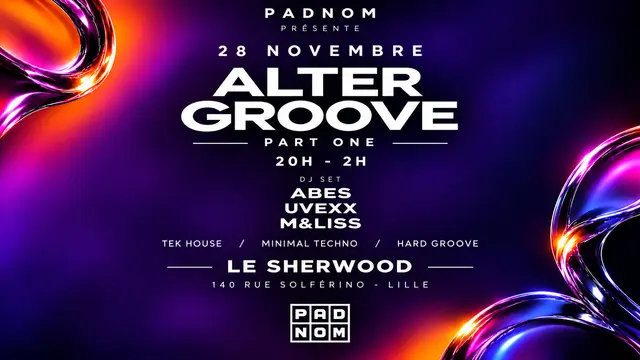 PADNOM
PRÉSENTE
28 NOVEMBRE
ALTER
GROOVE
PART ONE
20H - 2H
DJ SET
ABES
UVEXX
M&LISS
TEK HOUSE / MINIMAL TECHNO / HARD GROOVE
LE SHERWOOD
140 RUE SOLFÉRINO - LILLE
PAD
NOM